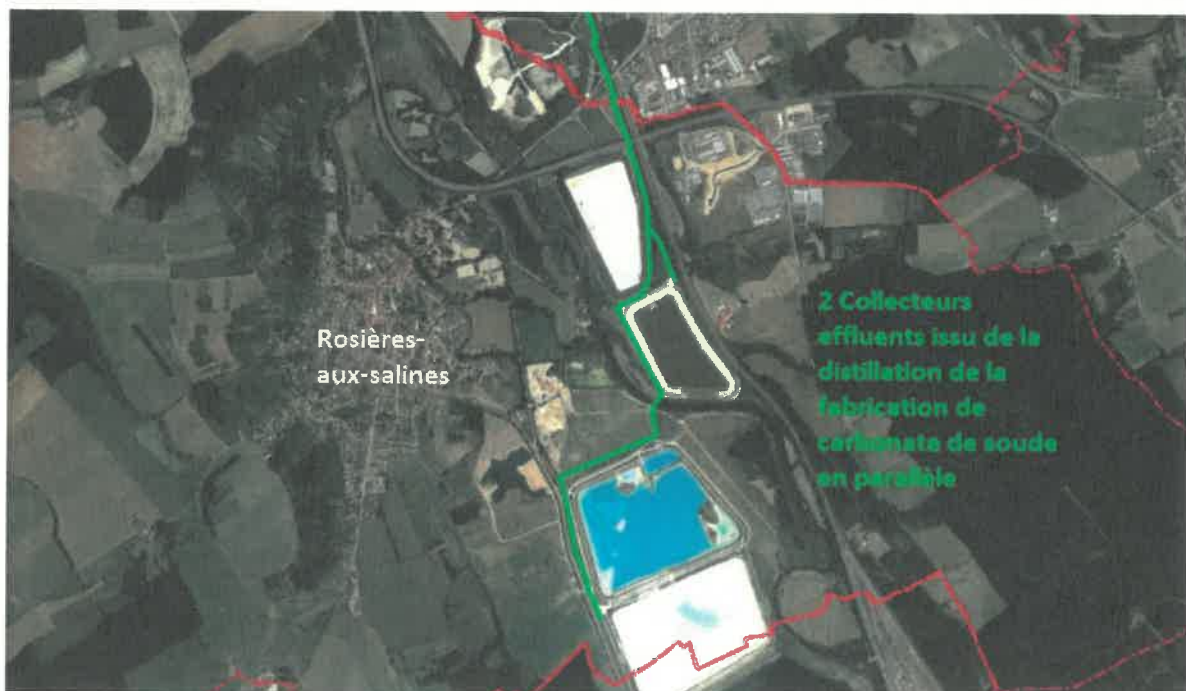 Rosières-
aux-salines
2 Collecteurs
effluents issu de la
distillation de la
fabrication de
carbonate de soude
en parallèle